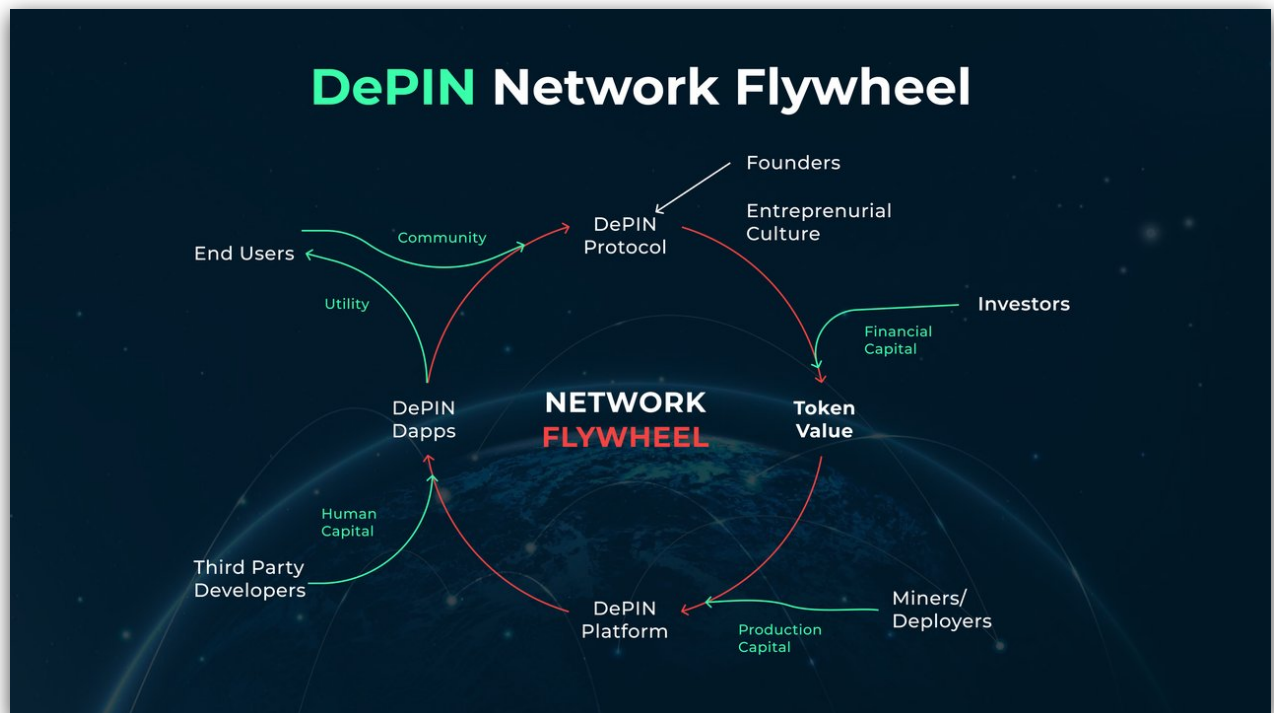 DePIN Network Flywheel
Founders
DePIN
Protocol
Entreprenurial
Culture
End Users
Community
Utility
Investors
Financial
Capital
DePIN
Dapps
NETWORK
FLYWHEEL
Token
Value
Human
Capital
Third Party
Developers
DePIN
Platform
Production
Capital
Miners/
Deployers